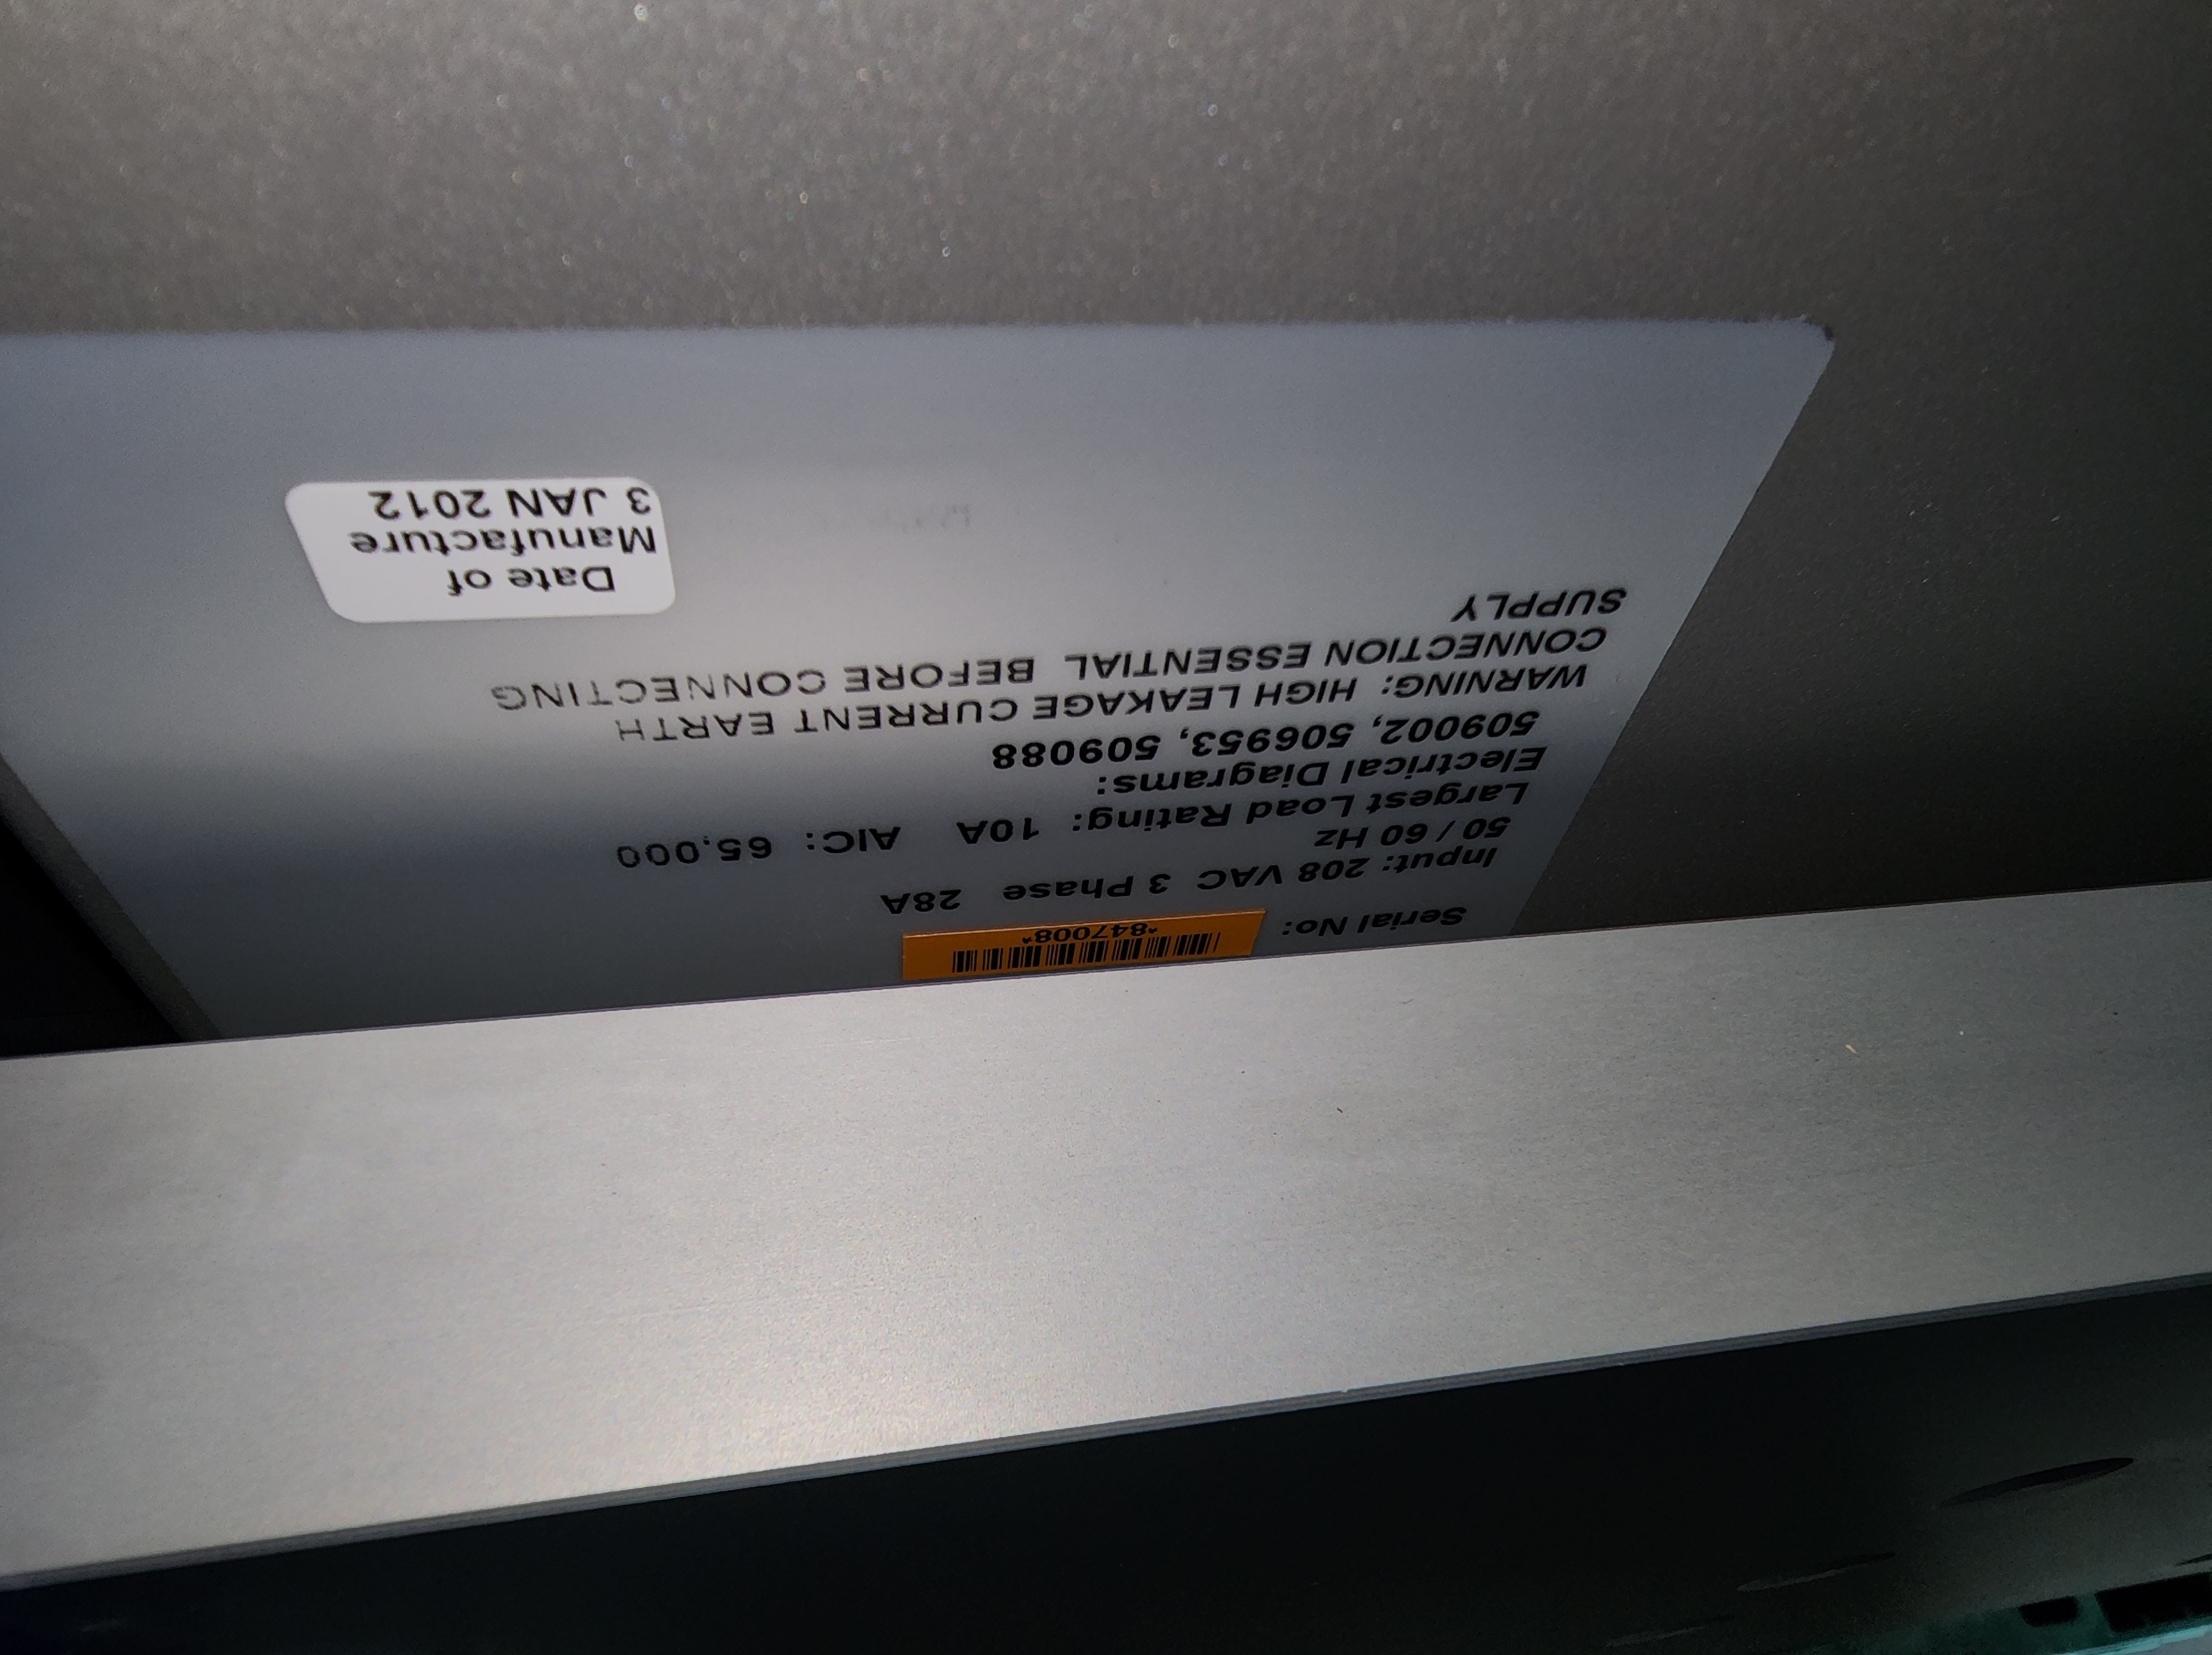 Serial No:
*847008*
Input: 208 VAC 3 Phase 28A
50 / 60 Hz
Largest Load Rating: 10A AIC: 65,000
Electrical Diagrams:
509002, 506953, 509088
WARNING: HIGH LEAKAGE CURRENT EARTH
CONNECTION ESSENTIAL BEFORE CONNECTING
SUPPLY
Date of
Manufacture
3 JAN 2012